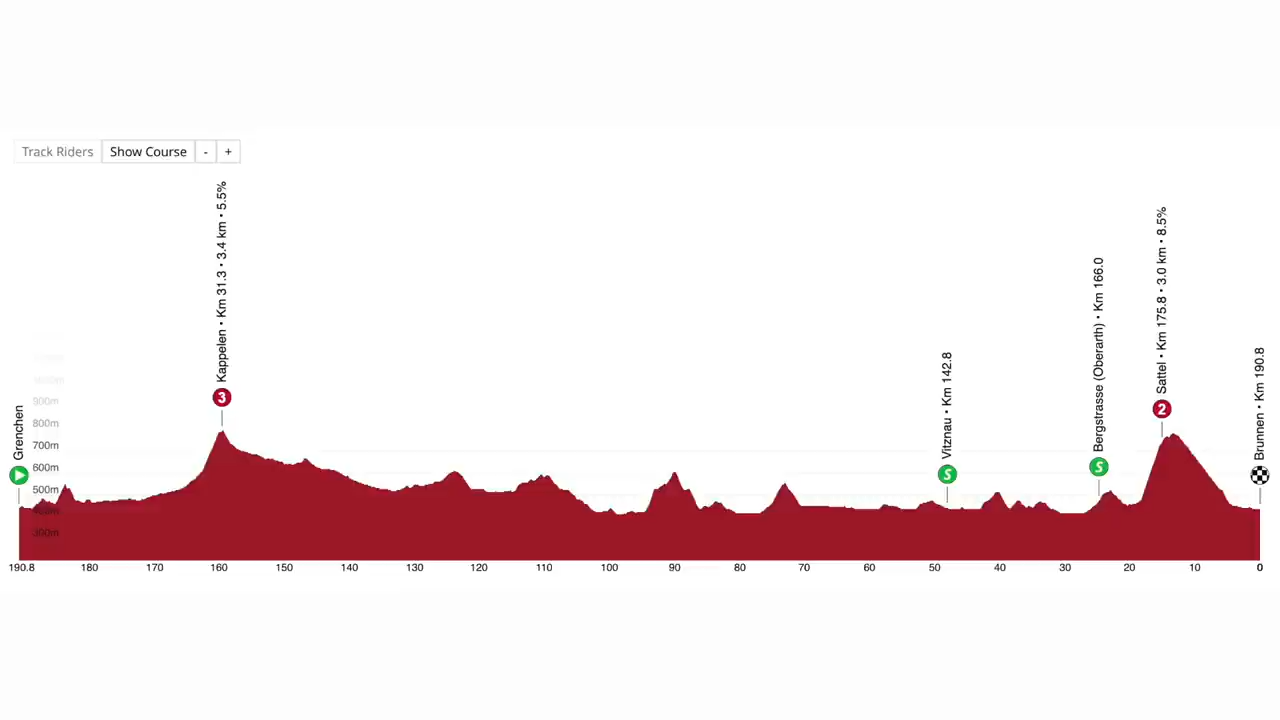 Track Riders
Show Course
-
+
Grenchen
Kappelen • Km 31.3 • 3.4 km • 5.5%
3
Vitznau • Km 142.8
S
Bergstrasse (Oberarth) • Km 166.0
S
Sattel • Km 175.8 • 3.0 km • 8.5%
2
Brunnen • Km 190.8
1000m
900m
800m
700m
600m
500m
400m
300m
190.8 180 170 160 150 140 130 120 110 100 90 80 70 60 50 40 30 20 10 0